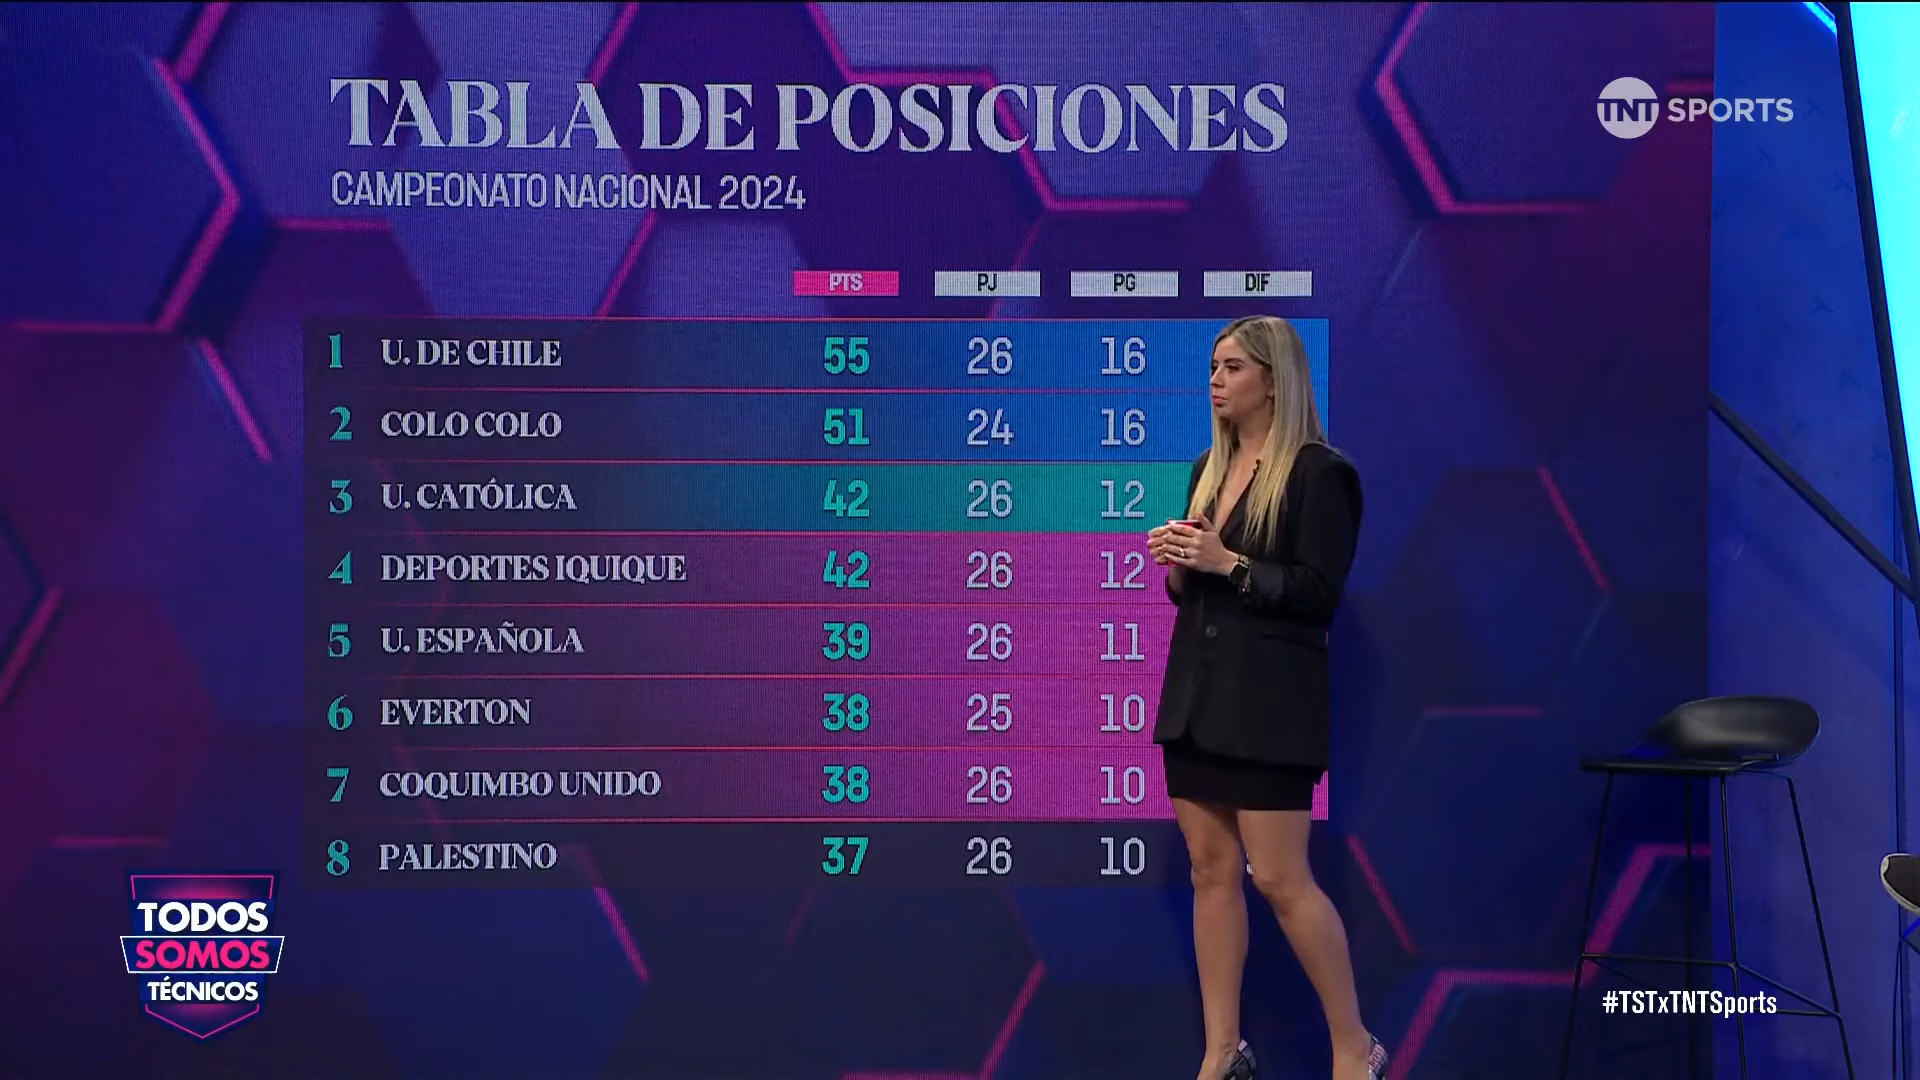 TABLA DE POSICIONES
TNT SPORTS
CAMPEONATO NACIONAL 2024
PTS PJ PG DIF
1 U. DE CHILE 55 26 16
2 COLO COLO 51 24 16
3 U. CATÓLICA 42 26 12
4 DEPORTES IQUIQUE 42 26 12
5 U. ESPAÑOLA 39 26 11
6 EVERTON 38 25 10
7 COQUIMBO UNIDO 38 26 10
8 PALESTINO 37 26 10
TODOS
SOMOS
TÉCNICOS
#TSTxTNTSports